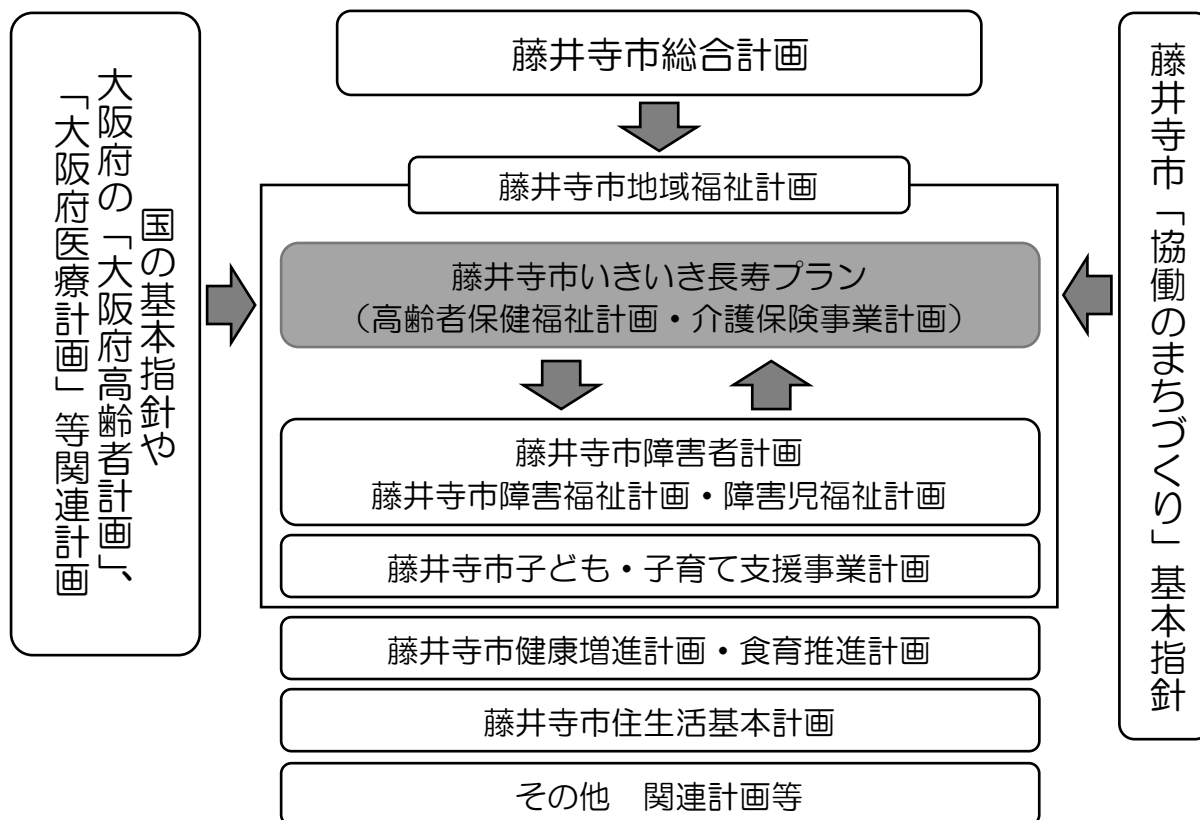 藤井寺市総合計画
藤井寺市地域福祉計画
国の基本指針や
大阪府の「大阪府高齢者計画」、
「大阪府医療計画」等関連計画
藤井寺市いきいき長寿プラン
（高齢者保健福祉計画・介護保険事業計画）
藤井寺市障害者計画
藤井寺市障害福祉計画・障害児福祉計画
藤井寺市子ども・子育て支援事業計画
藤井寺市健康増進計画・食育推進計画
藤井寺市住生活基本計画
その他　関連計画等
藤井寺市「協働のまちづくり」基本指針